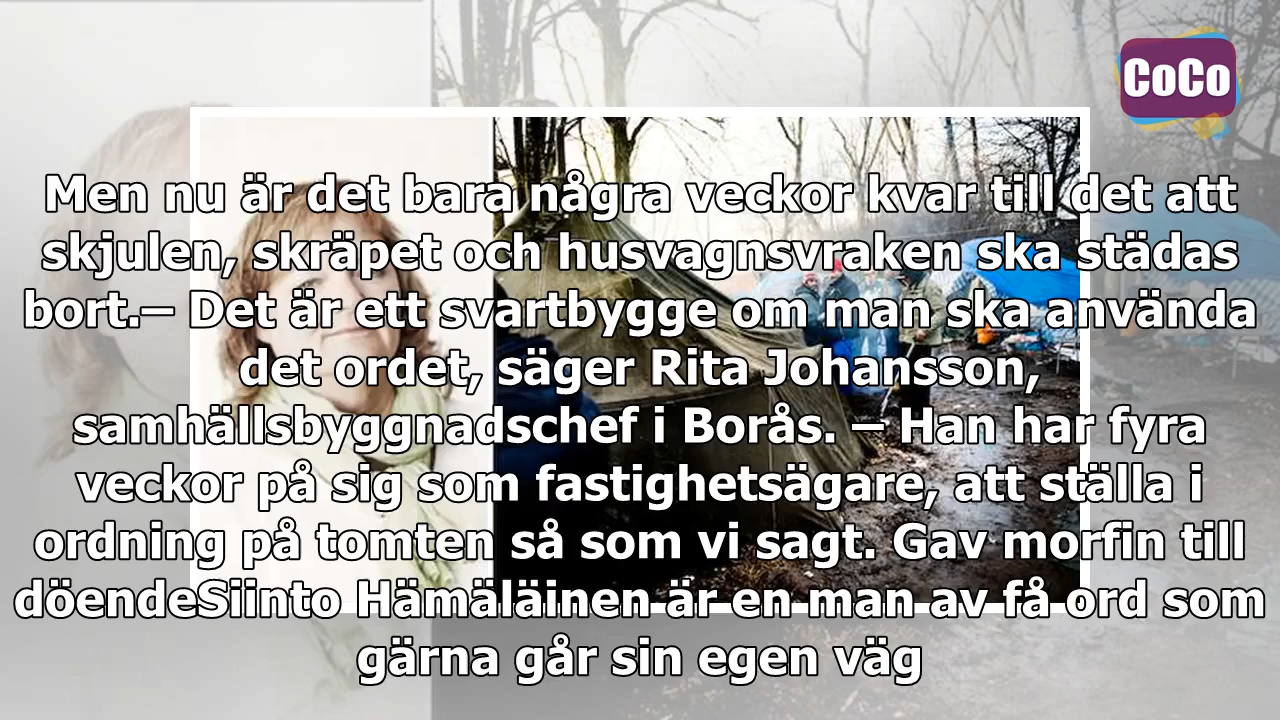 CoCo
Men nu är det bara några veckor kvar till det att
skjulen, skräpet och husvagnsvraken ska städas
bort.– Det är ett svartbygge om man ska använda
det ordet, säger Rita Johansson,
samhällsbyggnadschef i Borås. – Han har fyra
veckor på sig som fastighetsägare, att ställa i
ordning på tomten så som vi sagt. Gav morfin till
döendeSiinto Hämäläinen är en man av få ord som
gärna går sin egen väg